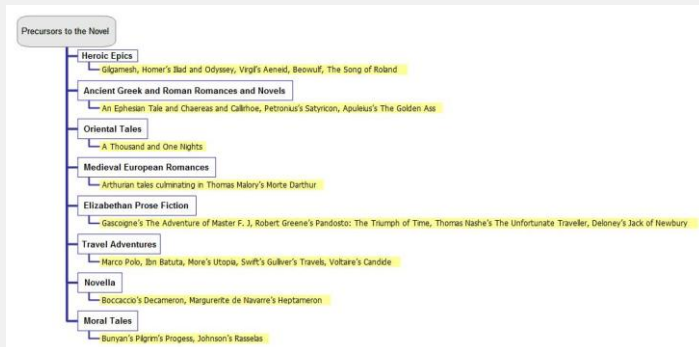 Precursors to the Novel
Heroic Epics
Gilgamesh, Homer's Iliad and Odyssey, Virgil's Aeneid, Beowulf, The Song of Roland
Ancient Greek and Roman Romances and Novels
An Ephesian Tale and Chaereas and Callirhoe, Petronius's Satyricon, Apuleius's The Golden Ass
Oriental Tales
A Thousand and One Nights
Medieval European Romances
Arthurian tales culminating in Thomas Malory's Morte Darthur
Elizabethan Prose Fiction
Gascoigne's The Adventure of Master F. J, Robert Greene's Pandosto: The Triumph of Time, Thomas Nashe's The Unfortunate Traveller, Deloney's Jack of Newbury
Travel Adventures
Marco Polo, Ibn Batuta, More's Utopia, Swift's Gulliver's Travels, Voltaire's Candide
Novella
Boccaccio's Decameron, Margurerite de Navarre's Heptameron
Moral Tales
Bunyan's Pilgrim's Progess, Johnson's Rasselas